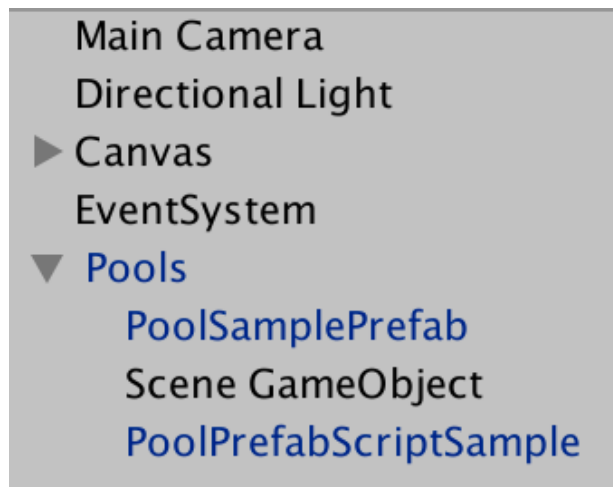 Main Camera
Directional Light
Canvas
EventSystem
Pools
PoolSamplePrefab
Scene GameObject
PoolPrefabScriptSample